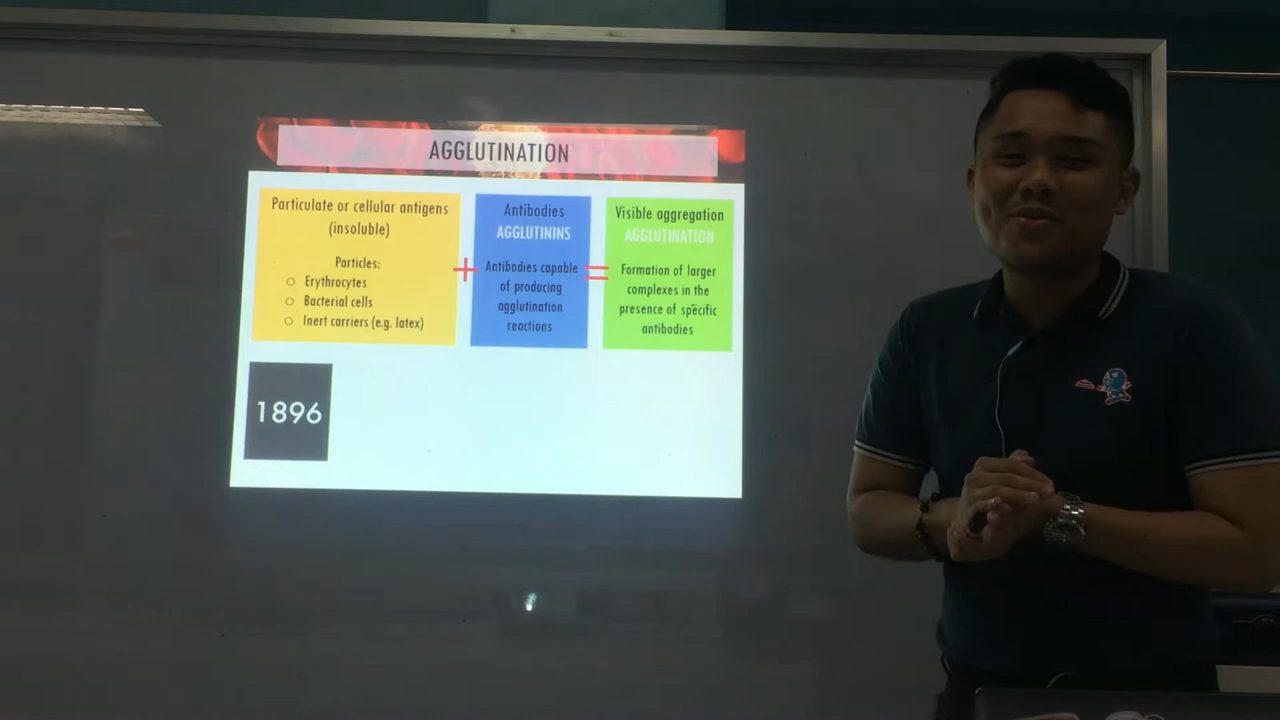 AGGLUTINATION
Particulate or cellular antigens
(insoluble)
Particles:
○ Erythrocytes
○ Bacterial cells
○ Inert carriers (e.g. latex)
+
Antibodies
AGGLUTININS
Antibodies capable
of producing
agglutination
reactions
=
Visible aggregation
AGGLUTINATION
Formation of larger
complexes in the
presence of specific
antibodies
1896